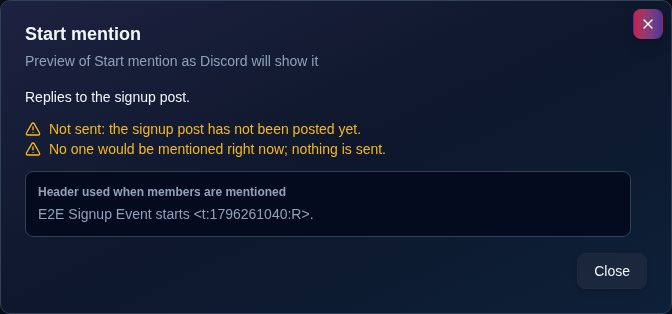 Start mention
Preview of Start mention as Discord will show it
Replies to the signup post.
Not sent: the signup post has not been posted yet.
No one would be mentioned right now; nothing is sent.
Header used when members are mentioned
E2E Signup Event starts <t:1796261040:R>.
Close